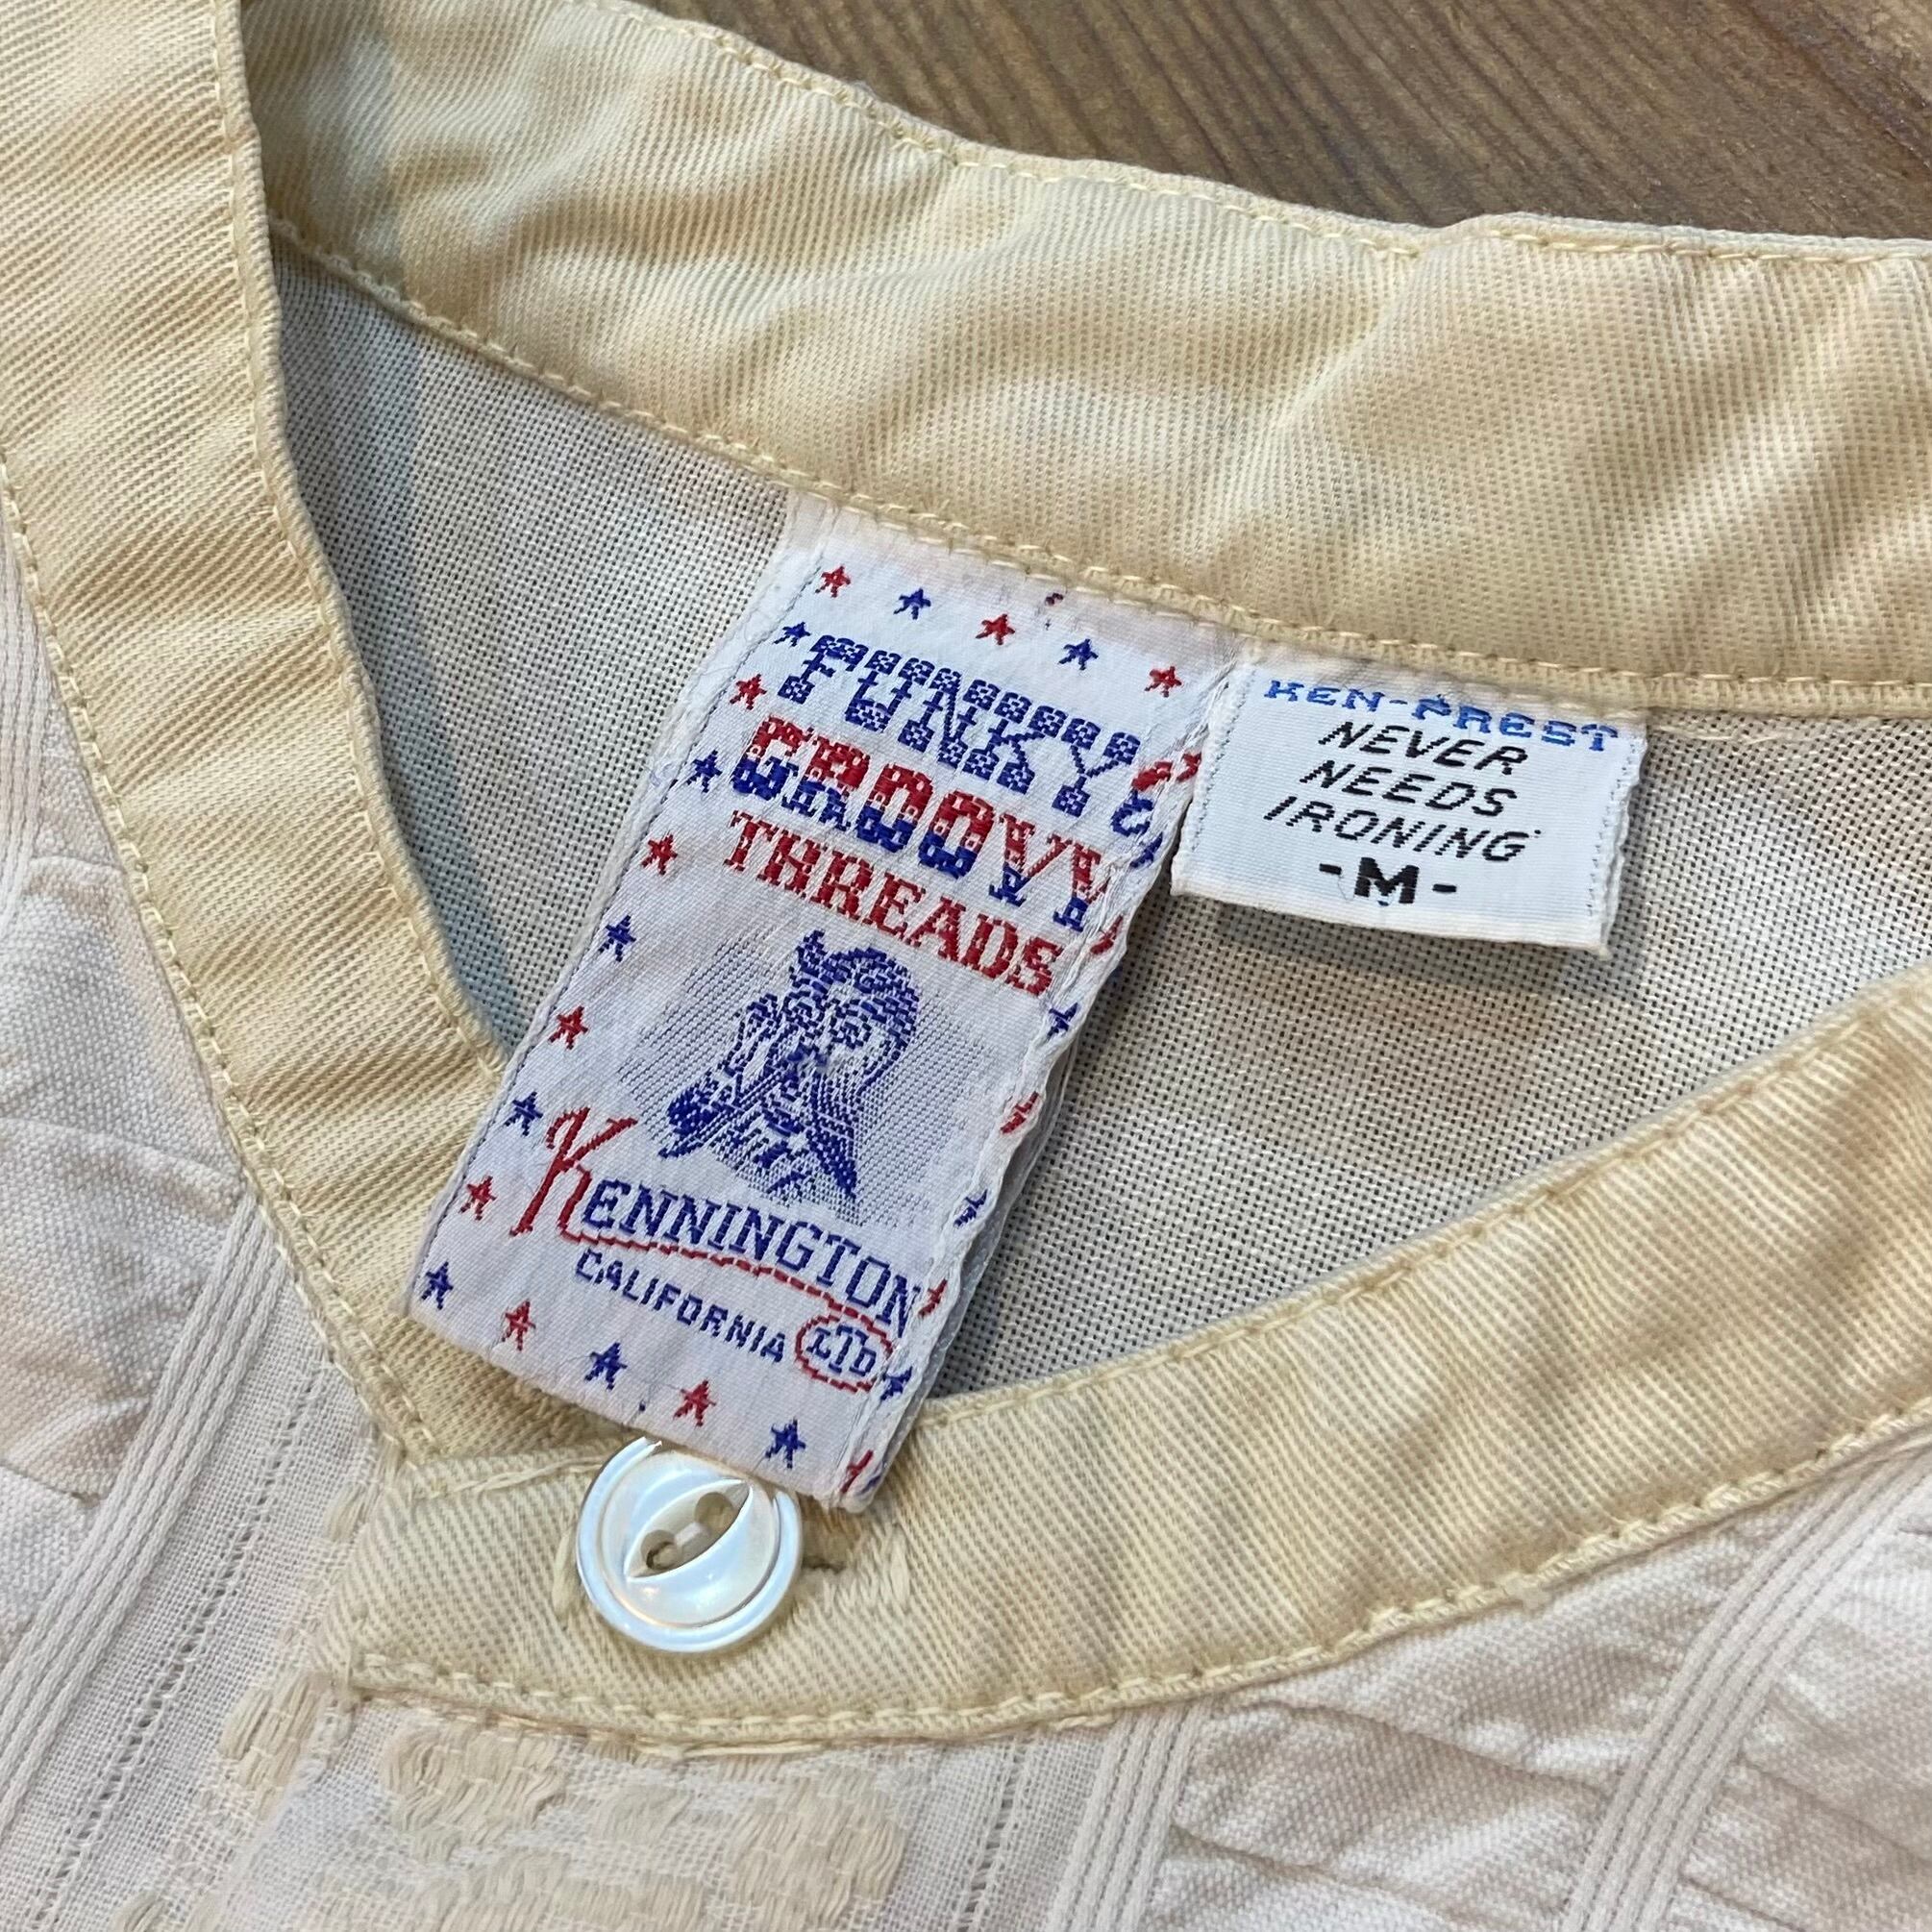 FUNKY &
GROOVY
THREADS
KENNINGTON
CALIFORNIA LTD
KEN-PREST
NEVER
NEEDS
IRONING
-M-